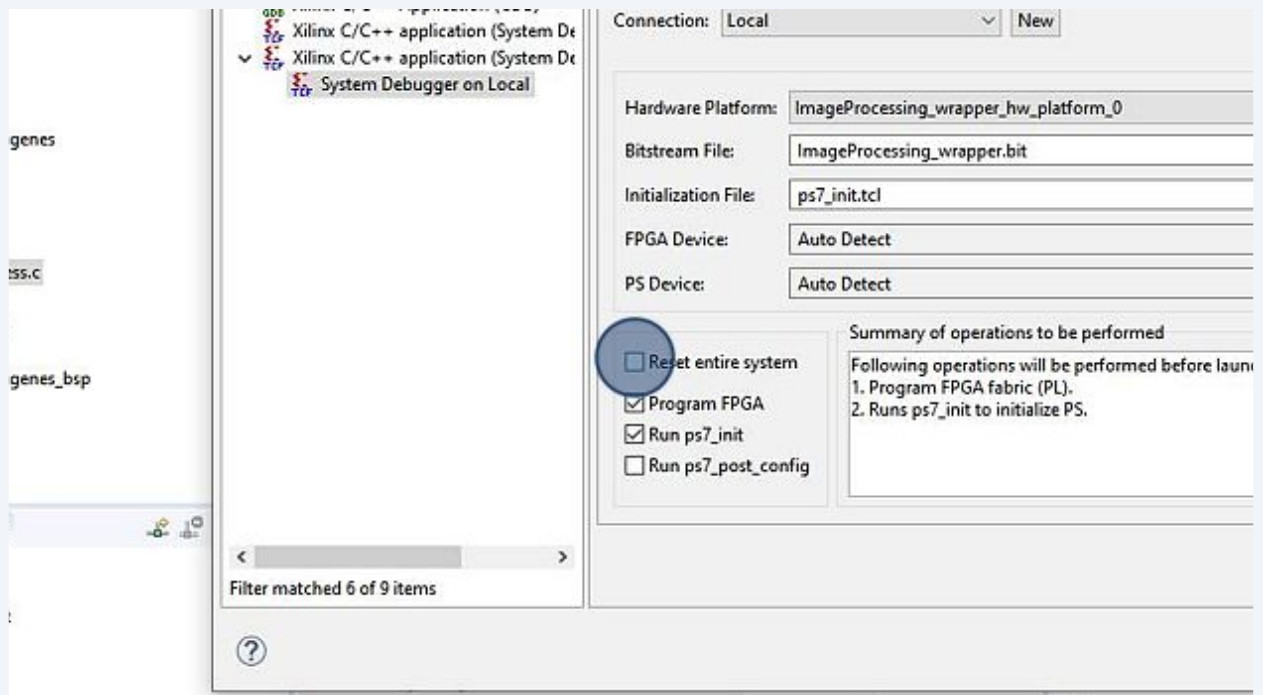 Xilinx C/C++ application (System De
Xilinx C/C++ application (System De
System Debugger on Local
Filter matched 6 of 9 items
genes
ess.c
genes_bsp
Connection: Local New
Hardware Platform: ImageProcessing_wrapper_hw_platform_0
Bitstream File: ImageProcessing_wrapper.bit
Initialization File: ps7_init.tcl
FPGA Device: Auto Detect
PS Device: Auto Detect
Reset entire system
Program FPGA
Run ps7_init
Run ps7_post_config
Summary of operations to be performed
Following operations will be performed before laun
1. Program FPGA fabric (PL).
2. Runs ps7_init to initialize PS.